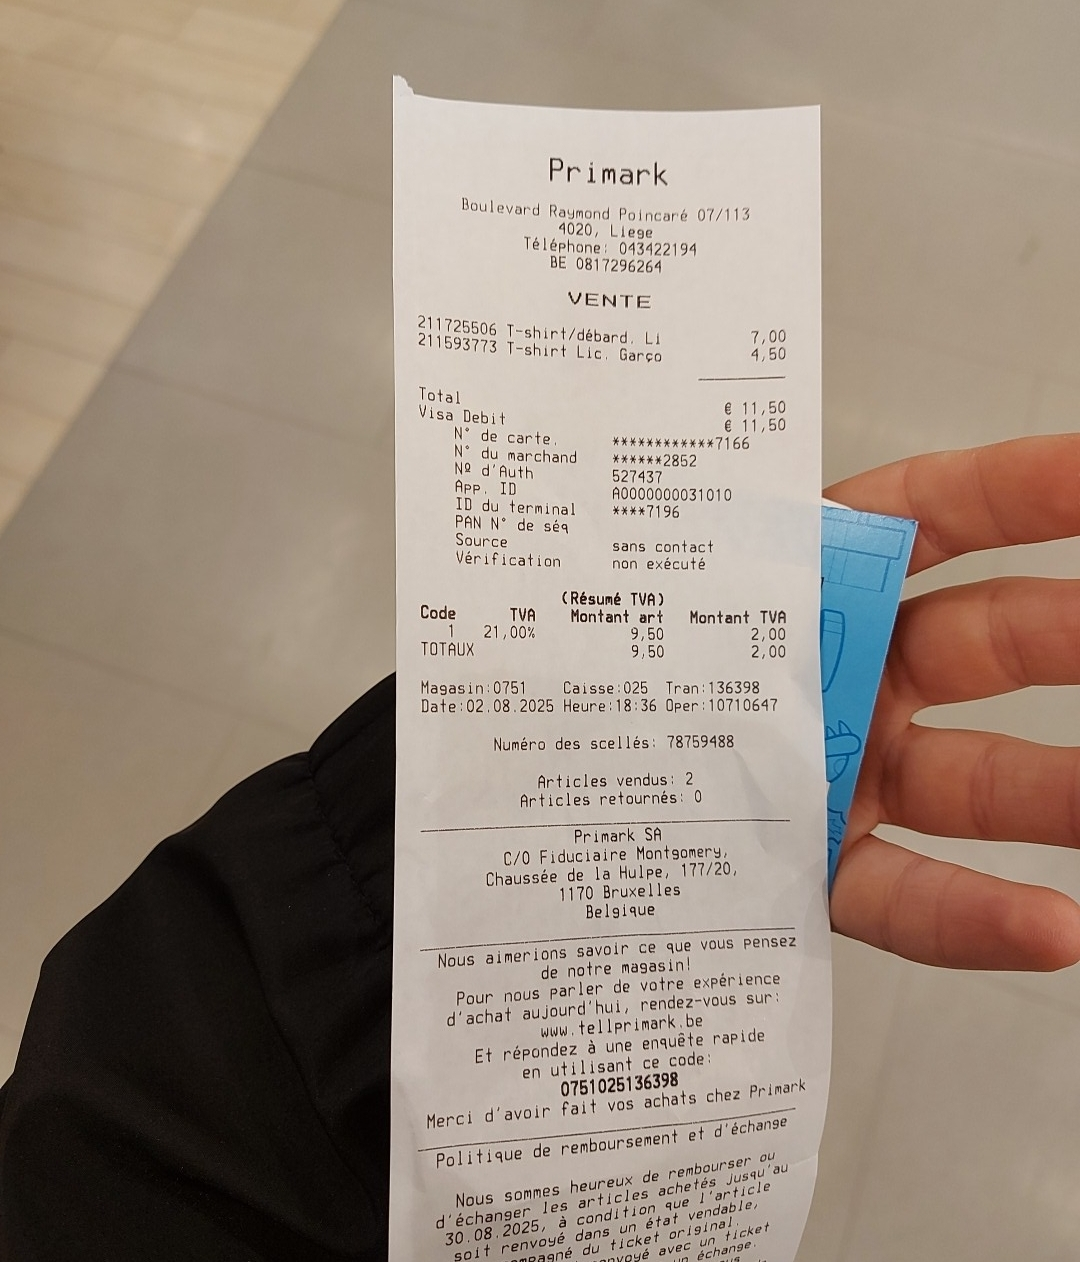 Primark
Boulevard Raymond Poincaré 07/113
4020, Liege
Téléphone: 043422194
BE 0817296264
VENTE
211725506 T-shirt/débard. Li 7,00
211593773 T-shirt Lic. Garço 4,50
Total € 11,50
Visa Debit € 11,50
N° de carte. ************7166
N° du marchand ******2852
Nº d'Auth 527437
App. ID A0000000031010
ID du terminal ****7196
PAN N° de séq
Source sans contact
Vérification non exécuté
(Résumé TVA)
Code TVA Montant art Montant TVA
1 21,00% 9,50 2,00
TOTAUX 9,50 2,00
Magasin:0751 Caisse:025 Tran:136398
Date:02.08.2025 Heure:18:36 Oper:10710647
Numéro des scellés: 78759488
Articles vendus: 2
Articles retournés: 0
Primark SA
C/O Fiduciaire Montgomery,
Chaussée de la Hulpe, 177/20,
1170 Bruxelles
Belgique
Nous aimerions savoir ce que vous pensez
de notre magasin!
Pour nous parler de votre expérience
d'achat aujourd'hui, rendez-vous sur:
www.tellprimark.be
Et répondez à une enquête rapide
en utilisant ce code:
0751025136398
Merci d'avoir fait vos achats chez Primark
Politique de remboursement et d'échange
Nous sommes heureux de rembourser ou
d'échanger les articles achetés jusqu'au
30.08.2025, à condition que l'article
soit renvoyé dans un état vendable,
du ticket original.
avec un ticket
un échange.